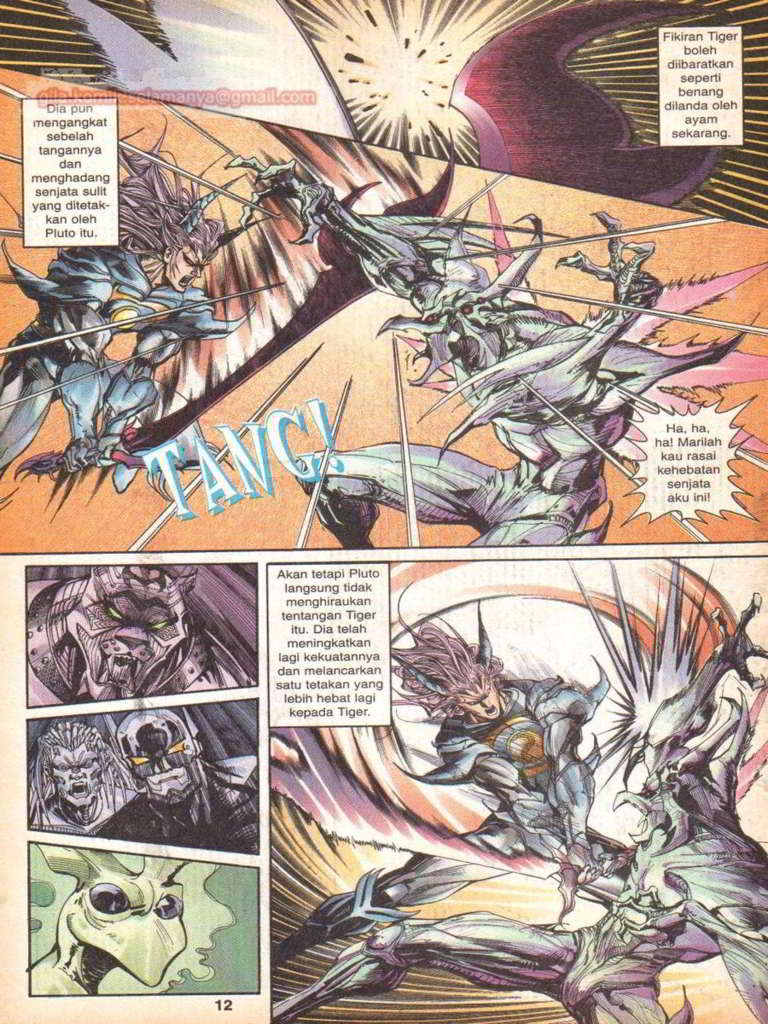 Fikiran Tiger
boleh
diibaratkan
seperti
benang
dilanda oleh
ayam
sekarang.
Dia pun
mengangkat
sebelah
tangannya
dan
menghadang
senjata sulit
yang ditetak-
kan oleh
Pluto itu.
TANG!
Ha, ha,
ha! Marilah
kau rasai
kehebatan
senjata
aku ini!
Akan tetapi Pluto
langsung tidak
menghiraukan
tentangan Tiger
itu. Dia telah
meningkatkan
lagi kekuatannya
dan melancarkan
satu tetakan yang
lebih hebat lagi
kepada Tiger.
12